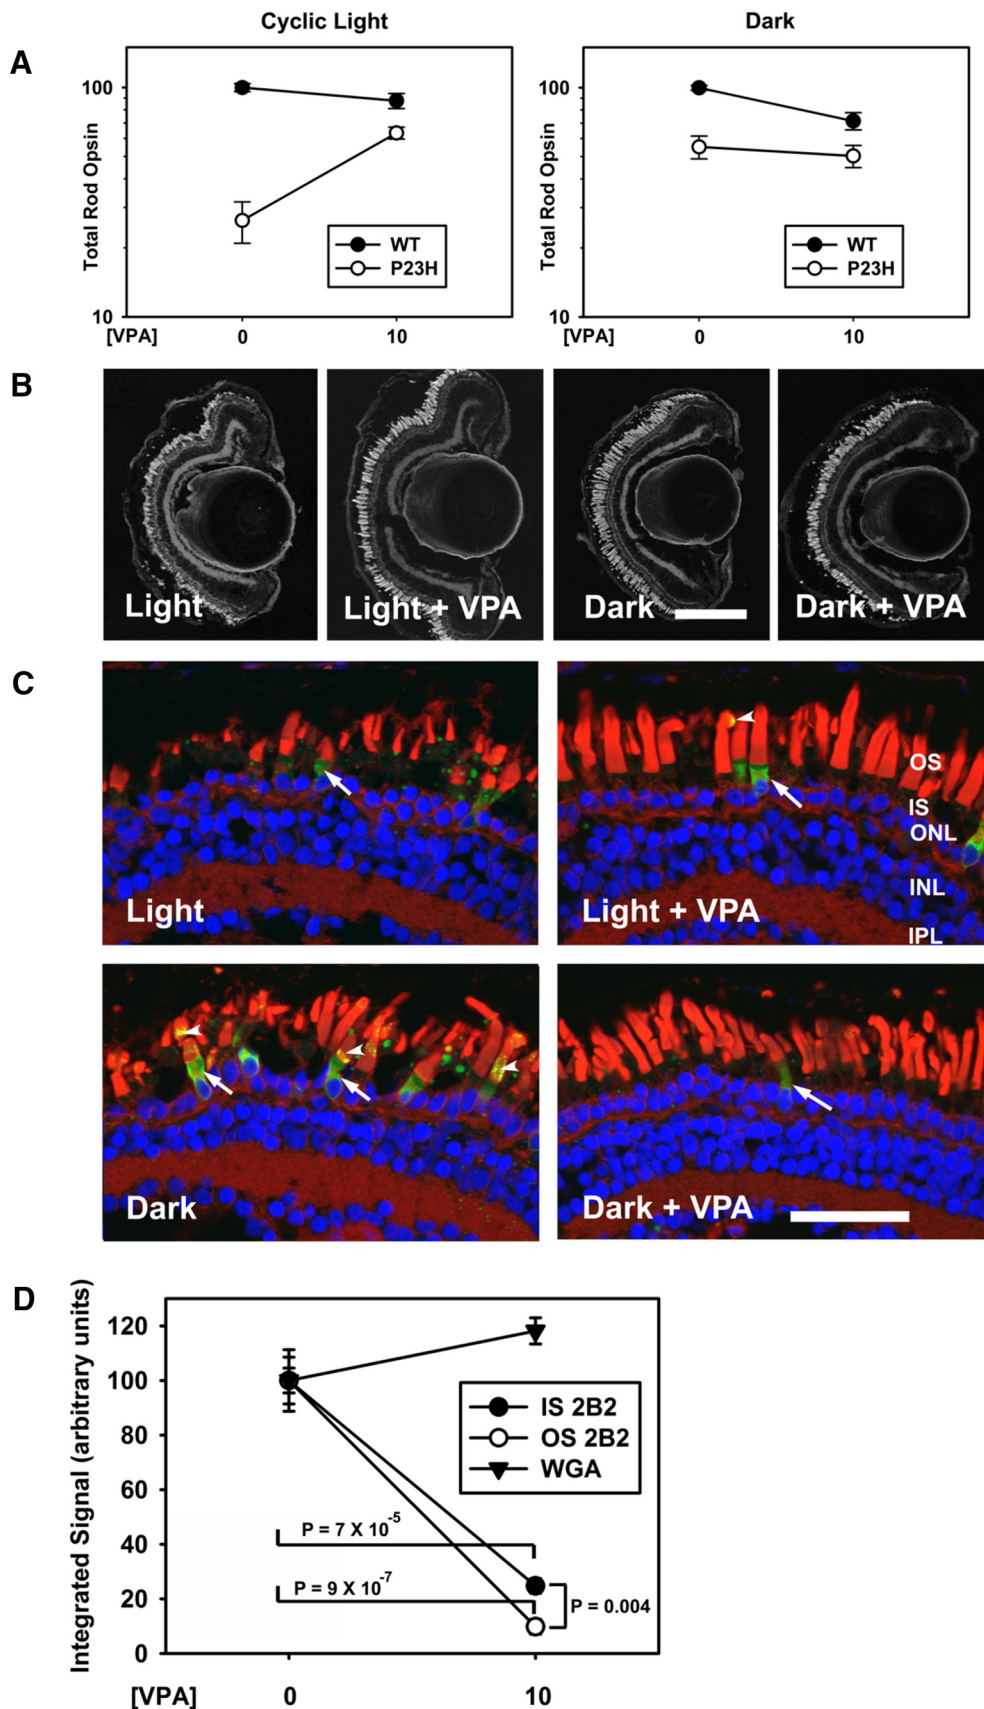 Cyclic Light
Dark
A
Total Rod Opsin
100
10
WT
P23H
[VPA]
0
10
Total Rod Opsin
100
10
WT
P23H
[VPA]
0
10
B
Light
Light + VPA
Dark
Dark + VPA
C
Light
OS
IS
ONL
INL
IPL
Light + VPA
Dark
Dark + VPA
D
Integrated Signal (arbitrary units)
120
100
80
60
40
20
0
IS 2B2
OS 2B2
WGA
P = 7 X 10-5
P = 9 X 10-7
P = 0.004
[VPA]
0
10